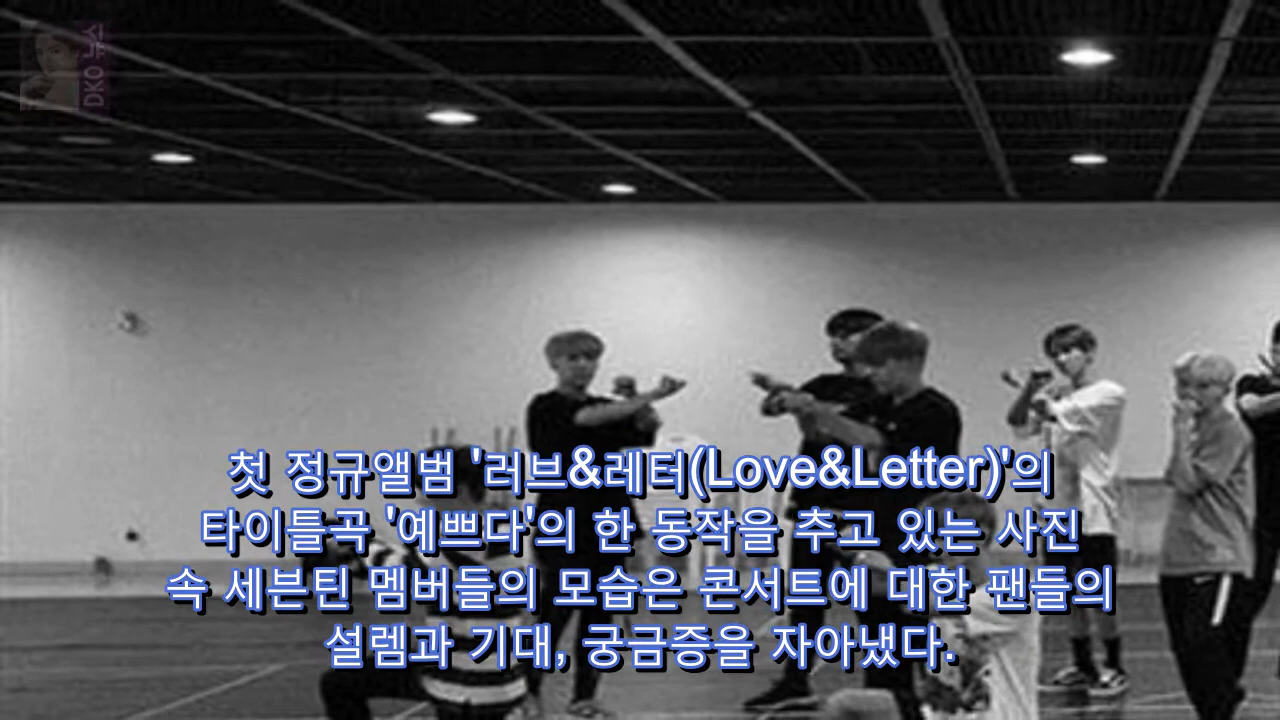 DKO 뉴스
첫 정규앨범 '러브&레터(Love&Letter)'의
타이틀곡 '예쁘다'의 한 동작을 추고 있는 사진
속 세븐틴 멤버들의 모습은 콘서트에 대한 팬들의
설렘과 기대, 궁금증을 자아냈다.